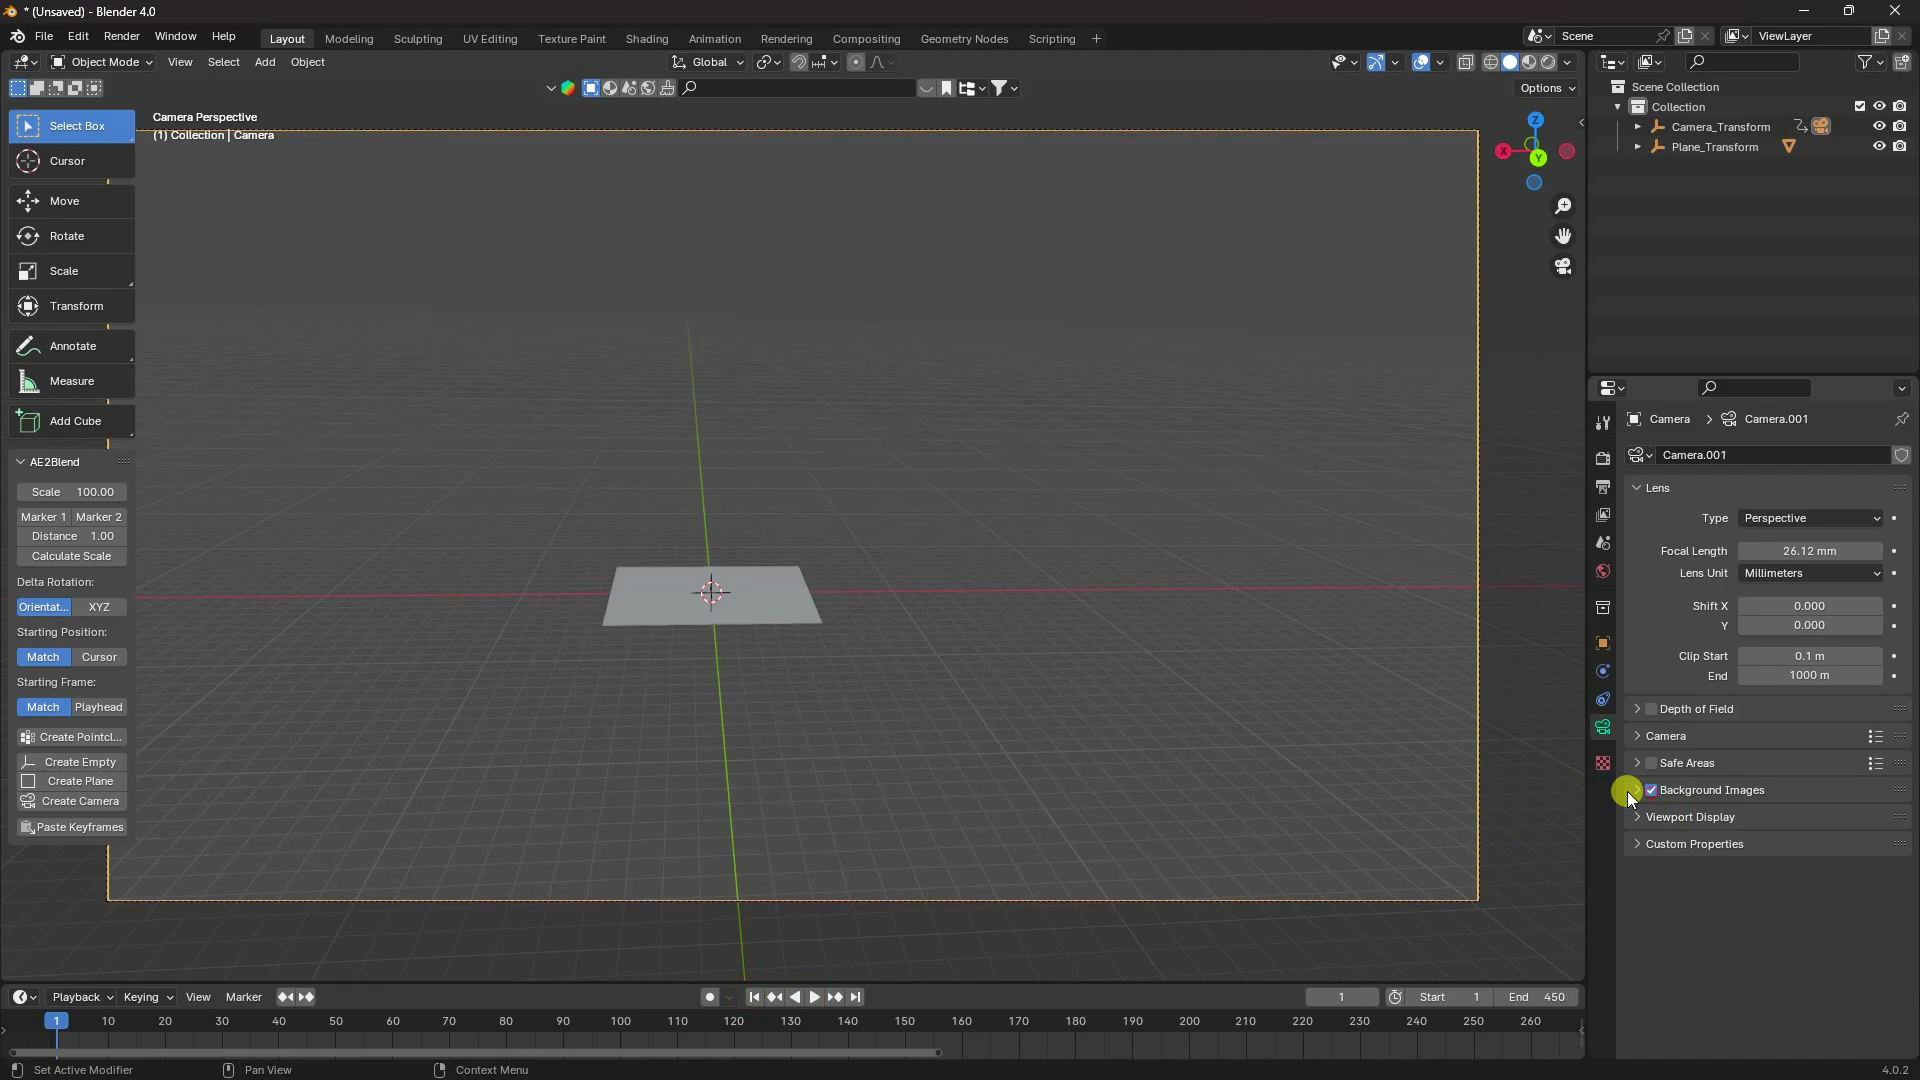 * (Unsaved) - Blender 4.0
File Edit Render Window Help Layout Modeling Sculpting UV Editing Texture Paint Shading Animation Rendering Compositing Geometry Nodes Scripting + Scene ViewLayer
Object Mode View Select Add Object Global
Options
Camera Perspective
(1) Collection | Camera
Select Box
Cursor
Move
Rotate
Scale
Transform
Annotate
Measure
Add Cube
AE2Blend
Scale 100.00
Marker 1 Marker 2
Distance 1.00
Calculate Scale
Delta Rotation:
Orientat... XYZ
Starting Position:
Match Cursor
Starting Frame:
Match Playhead
Create Pointcl...
Create Empty
Create Plane
Create Camera
Paste Keyframes
Z
X
Y
Scene Collection
Collection
Camera_Transform
Plane_Transform
Camera > Camera.001
Camera.001
Lens
Type Perspective
Focal Length 26.12 mm
Lens Unit Millimeters
Shift X 0.000
Y 0.000
Clip Start 0.1 m
End 1000 m
Depth of Field
Camera
Safe Areas
Background Images
Viewport Display
Custom Properties
Playback Keying View Marker 1 Start 1 End 450
1 10 20 30 40 50 60 70 80 90 100 110 120 130 140 150 160 170 180 190 200 210 220 230 240 250 260
Set Active Modifier Pan View Context Menu 4.0.2